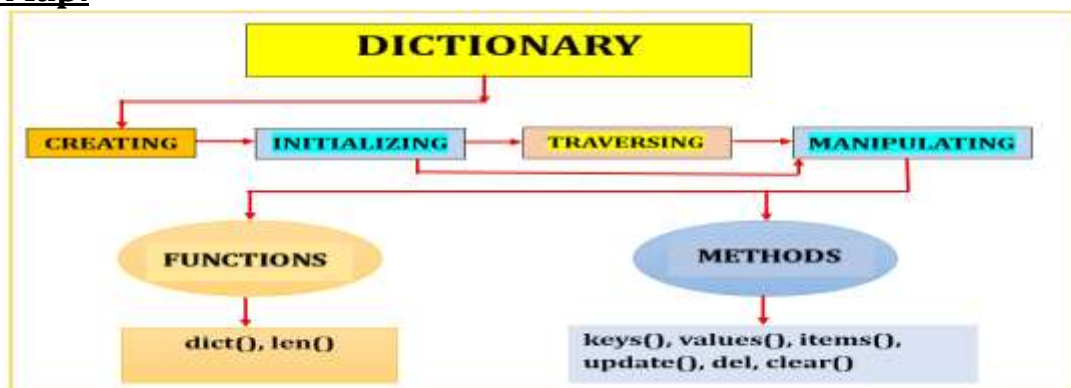 DICTIONARY
CREATING INITIALIZING TRAVERSING MANIPULATING
FUNCTIONS METHODS
dict(), len()
keys(), values(), items(),
update(), del, clear()